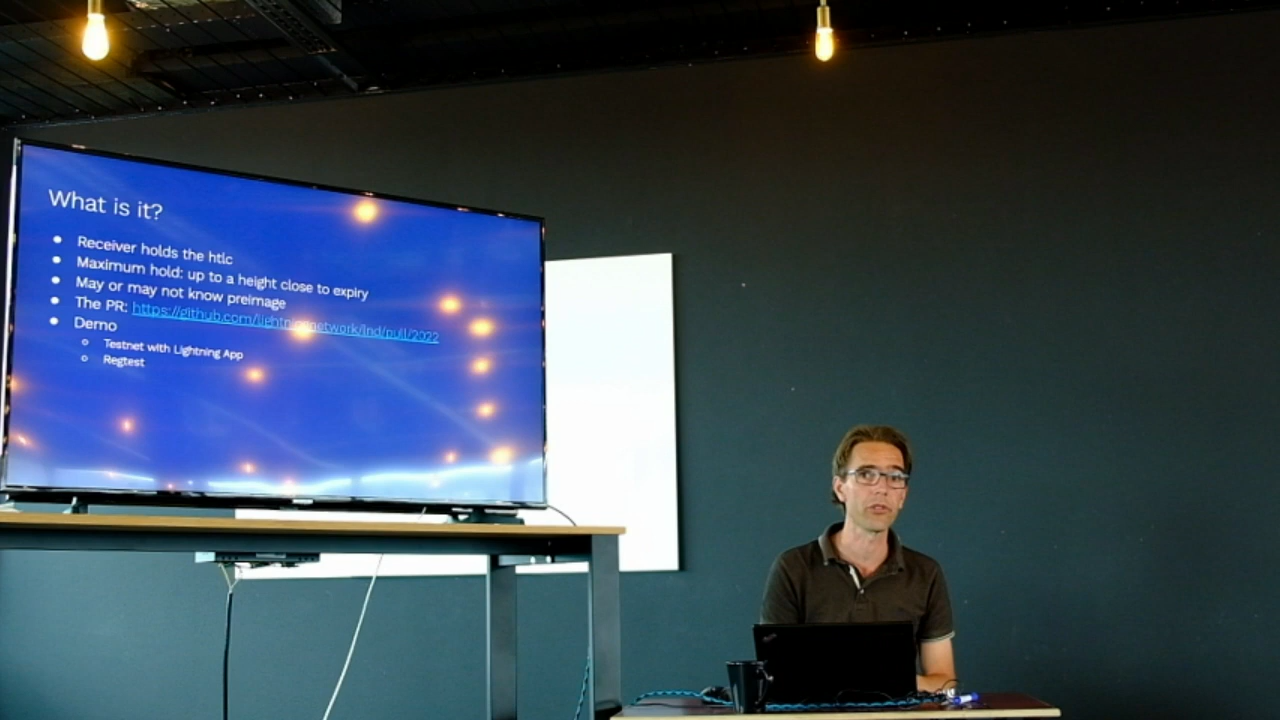 What is it?
● Receiver holds the htlc
● Maximum hold: up to a height close to expiry
● May or may not know preimage
● The PR: https://github.com/lightningnetwork/lnd/pull/2022
● Demo
○ Testnet with Lightning App
○ Regtest